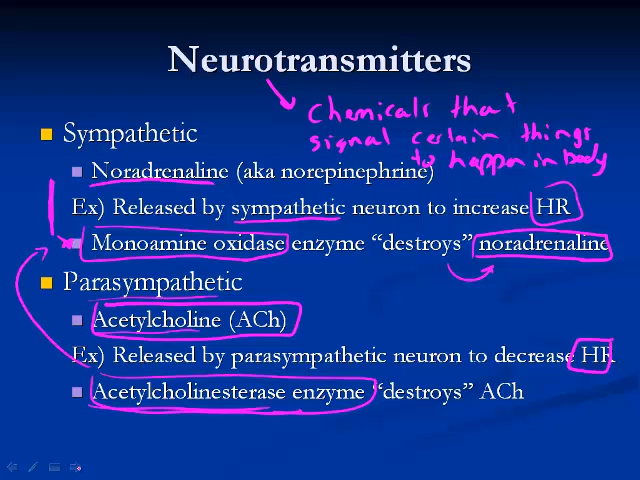 Neurotransmitters
Chemicals that
signal certain things
to happen in body
Sympathetic
Noradrenaline (aka norepinephrine)
Ex) Released by sympathetic neuron to increase HR
Monoamine oxidase enzyme “destroys” noradrenaline
Parasympathetic
Acetylcholine (ACh)
Ex) Released by parasympathetic neuron to decrease HR
Acetylcholinesterase enzyme “destroys” ACh